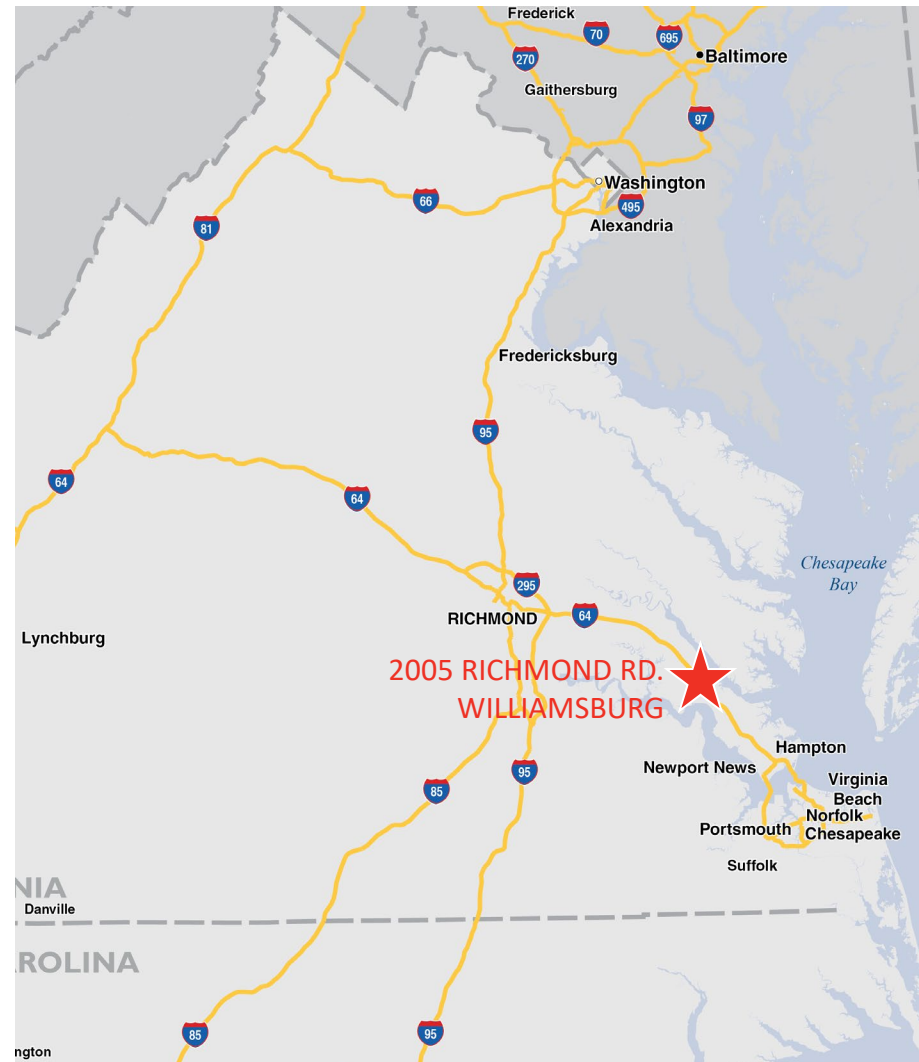 Frederick
70
695
270
Baltimore
Gaithersburg
97
Washington
66
495
81
Alexandria
Fredericksburg
95
64
64
Chesapeake
Bay
295
RICHMOND
64
Lynchburg
2005 RICHMOND RD.
WILLIAMSBURG
Hampton
Newport News
95
Virginia
Beach
85
Norfolk
Portsmouth
Chesapeake
Suffolk
NIA
Danville
ROLINA
85
95
ngton